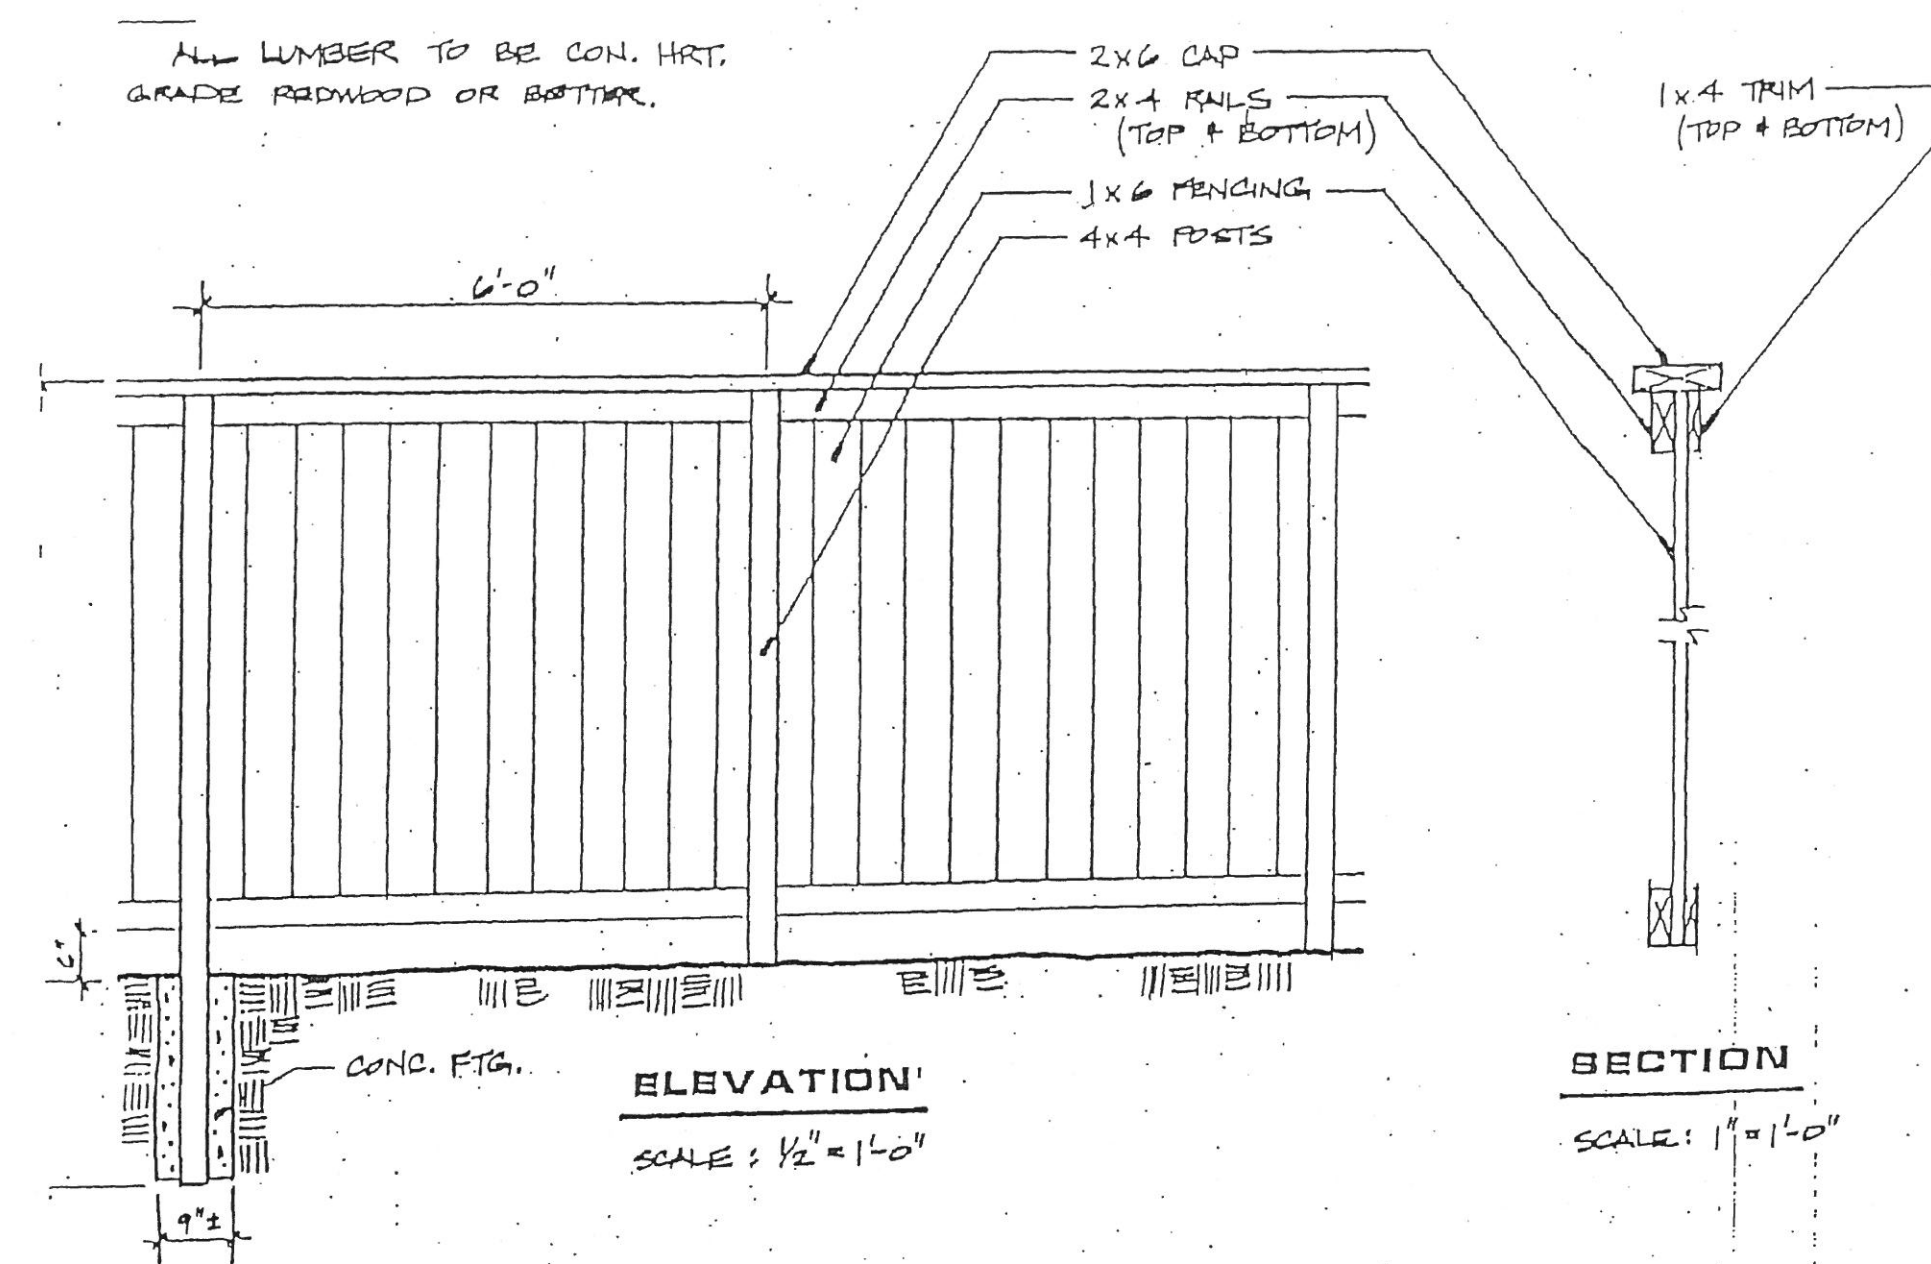 ALL LUMBER TO BE CON. HRT.
GRADE REDWOOD OR BETTER.
2x6 CAP
2x4 RAILS
(TOP & BOTTOM)
1x6 FENCING
4x4 POSTS
1x4 TRIM
(TOP & BOTTOM)
6'-0"
6"
CONC. FTG.
9"±
ELEVATION
SCALE: 1/2" = 1'-0"
SECTION
SCALE: 1" = 1'-0"